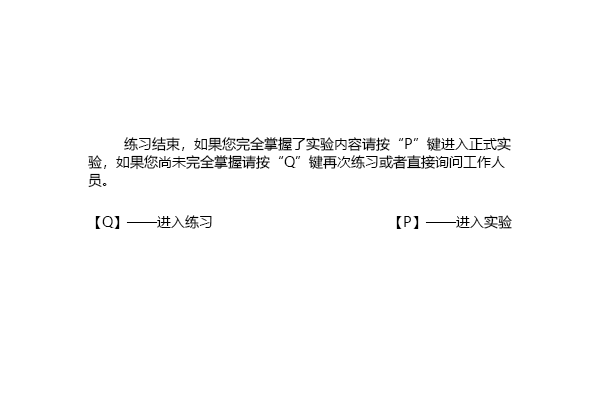 练习结束，如果您完全掌握了实验内容请按“P”键进入正式实
验，如果您尚未完全掌握请按“Q”键再次练习或者直接询问工作人
员。
【Q】——进入练习 【P】——进入实验